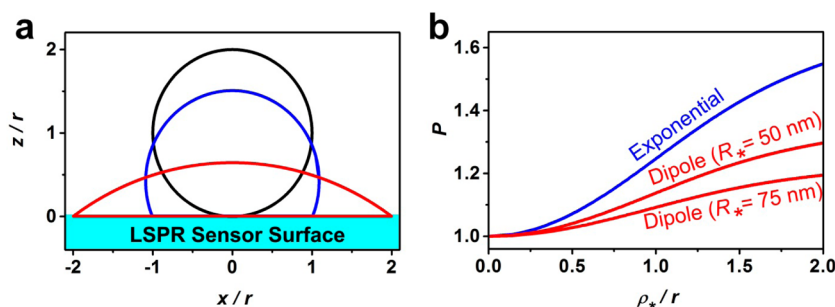 a
2
1
0
z / r
LSPR Sensor Surface
-2 -1 0 1 2
x / r
b
1.6
1.4
1.2
1.0
P
Exponential
Dipole (R* = 50 nm)
Dipole (R* = 75 nm)
0.0 0.5 1.0 1.5 2.0
ρ* / r